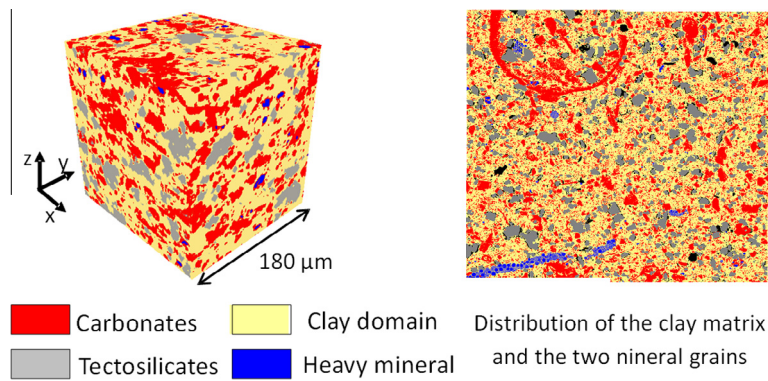 z
y
x
180 μm
Carbonates
Clay domain
Tectosilicates
Heavy mineral
Distribution of the clay matrix
and the two nineral grains